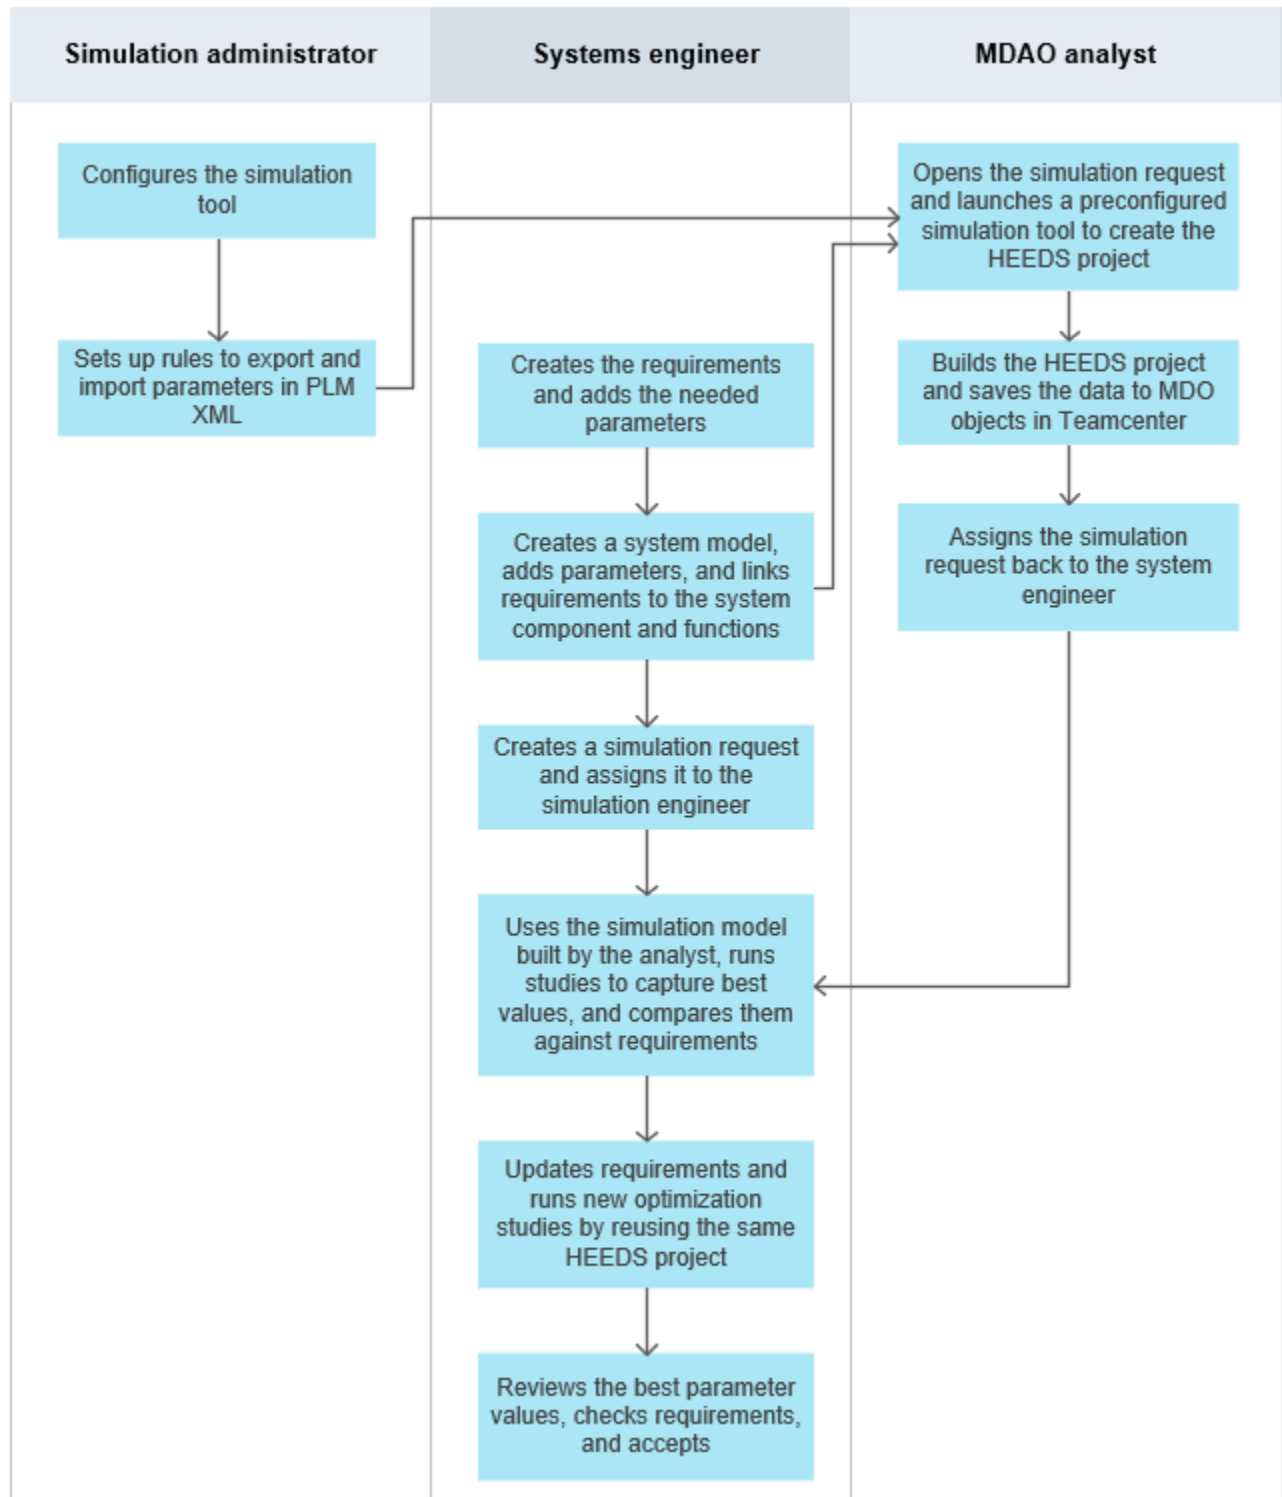 Simulation administrator
Systems engineer
MDAO analyst
Configures the simulation
tool
Sets up rules to export and
import parameters in PLM
XML
Creates the requirements
and adds the needed
parameters
Creates a system model,
adds parameters, and links
requirements to the system
component and functions
Creates a simulation request
and assigns it to the
simulation engineer
Uses the simulation model
built by the analyst, runs
studies to capture best
values, and compares them
against requirements
Updates requirements and
runs new optimization
studies by reusing the same
HEEDS project
Reviews the best parameter
values, checks requirements,
and accepts
Opens the simulation request
and launches a preconfigured
simulation tool to create the
HEEDS project
Builds the HEEDS project
and saves the data to MDO
objects in Teamcenter
Assigns the simulation
request back to the system
engineer